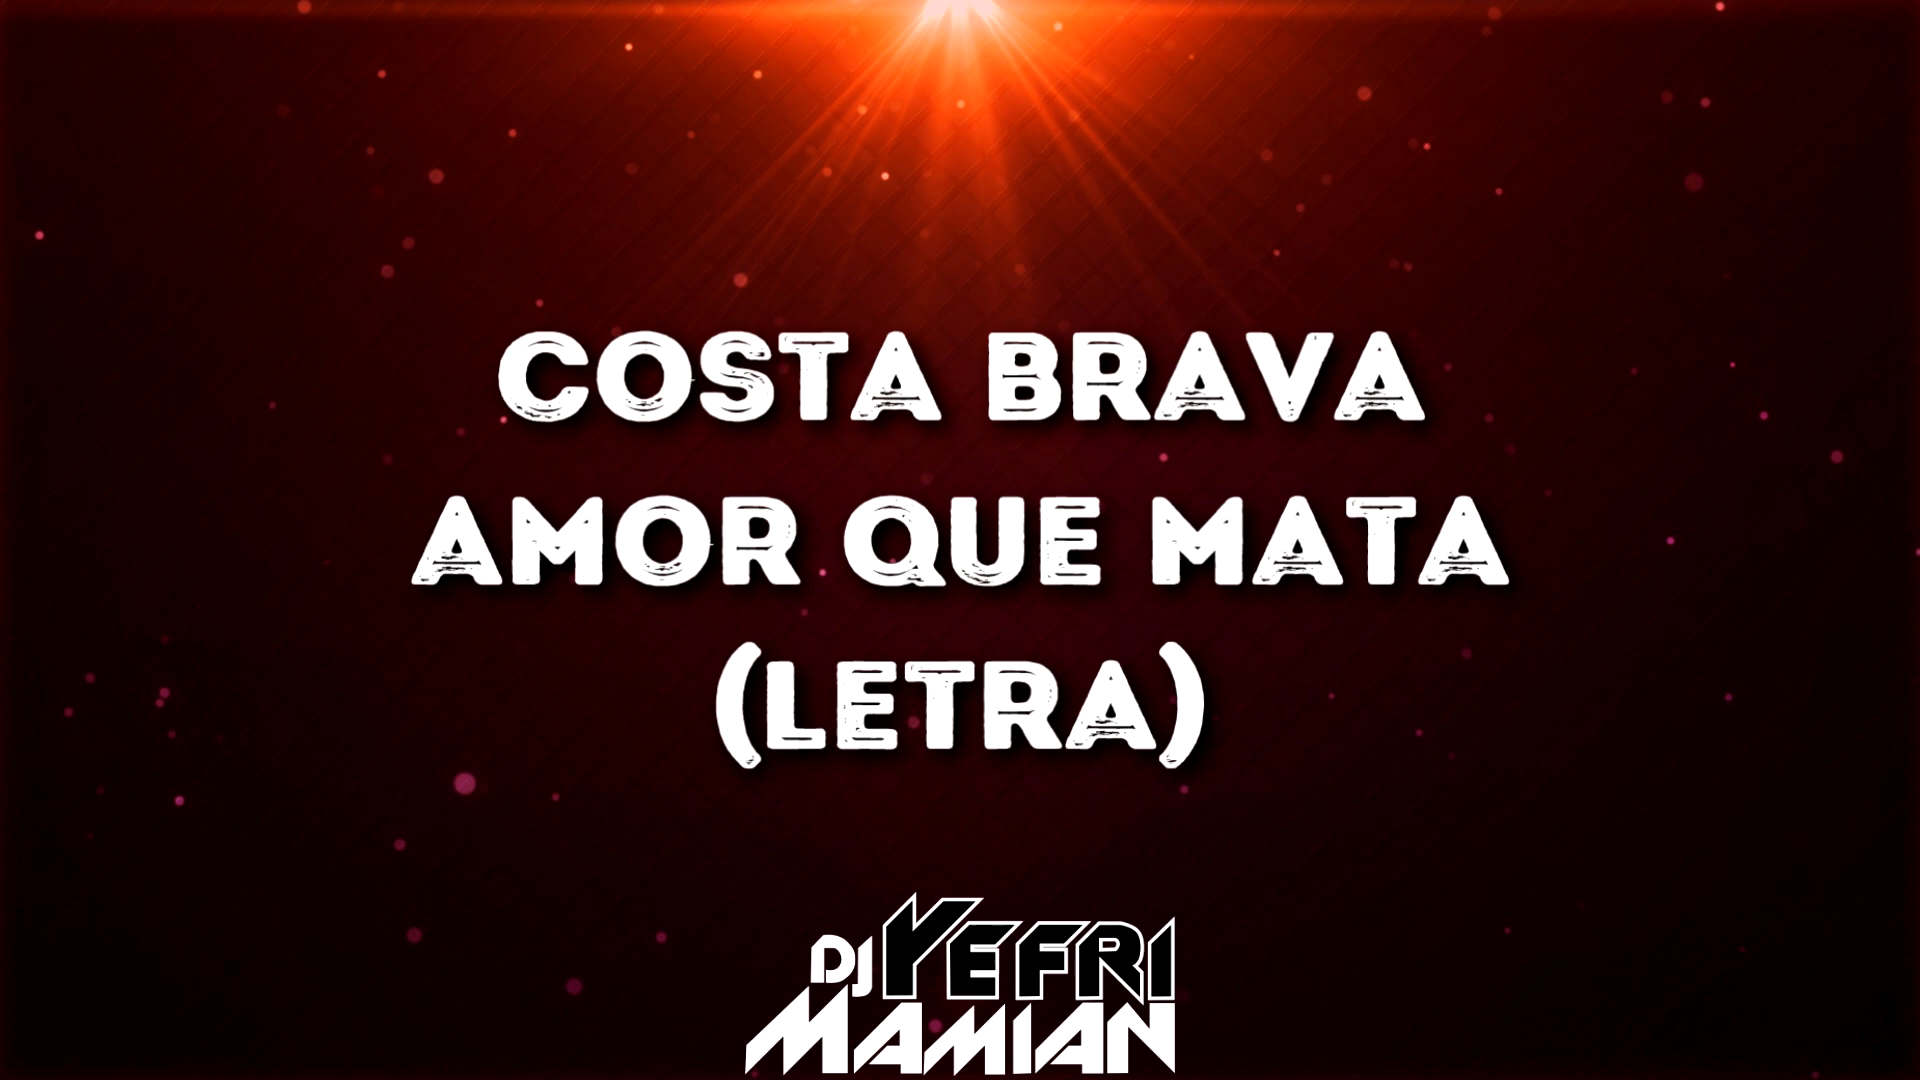 COSTA BRAVA
AMOR QUE MATA
(LETRA)
DJ YEFRI
MAMIAN